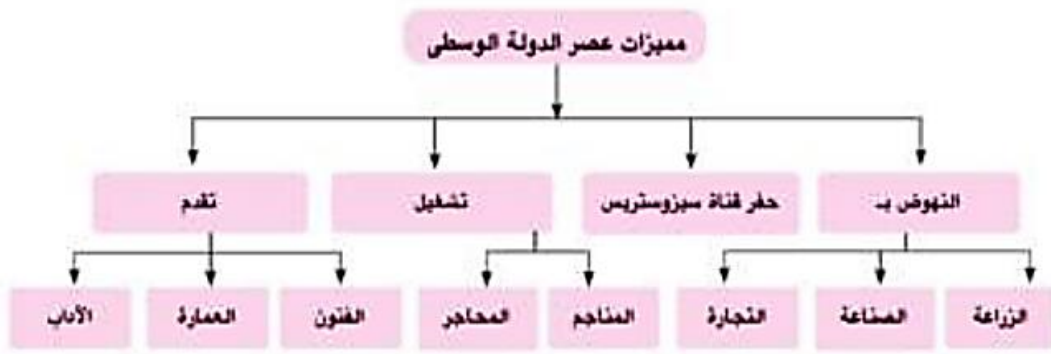 مميزات عصر الدولة الوسطى
النهوض بـ
حفر قناة سيزوستريس
تشغيل
تقدم
الزراعة
الصناعة
التجارة
المناجم
المحاجر
الفنون
العمارة
الآداب